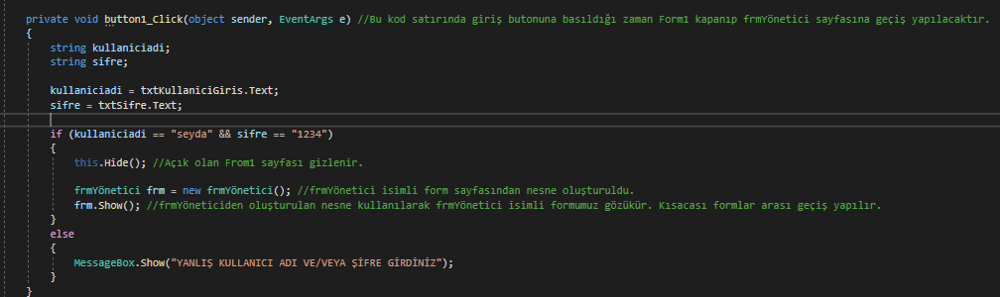 private void button1_Click(object sender, EventArgs e) //Bu kod satırında giriş butonuna basıldığı zaman Form1 kapanıp frmYönetici sayfasına geçiş yapılacaktır.
{
string kullaniciadi;
string sifre;
kullaniciadi = txtKullaniciGiris.Text;
sifre = txtSifre.Text;
if (kullaniciadi == "seyda" && sifre == "1234")
{
this.Hide(); //Açık olan From1 sayfası gizlenir.
frmYönetici frm = new frmYönetici(); //frmYönetici isimli form sayfasından nesne oluşturuldu.
frm.Show(); //frmYöneticiden oluşturulan nesne kullanılarak frmYönetici isimli formumuz gözükür. Kısacası formlar arası geçiş yapılır.
}
else
{
MessageBox.Show("YANLIŞ KULLANICI ADI VE/VEYA ŞİFRE GİRDİNİZ");
}
}